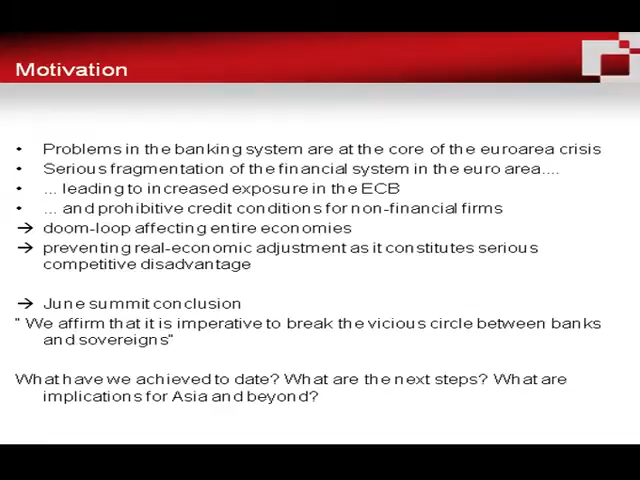 Motivation
• Problems in the banking system are at the core of the euroarea crisis
• Serious fragmentation of the financial system in the euro area....
• ... leading to increased exposure in the ECB
• ... and prohibitive credit conditions for non-financial firms
→ doom-loop affecting entire economies
→ preventing real-economic adjustment as it constitutes serious
competitive disadvantage
→ June summit conclusion
" We affirm that it is imperative to break the vicious circle between banks
and sovereigns"
What have we achieved to date? What are the next steps? What are
implications for Asia and beyond?